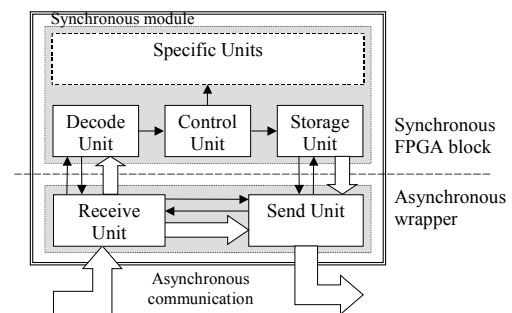 Synchronous module
Specific Units
Decode
Unit
Control
Unit
Storage
Unit
Synchronous
FPGA block
Asynchronous
wrapper
Receive
Unit
Send Unit
Asynchronous
communication